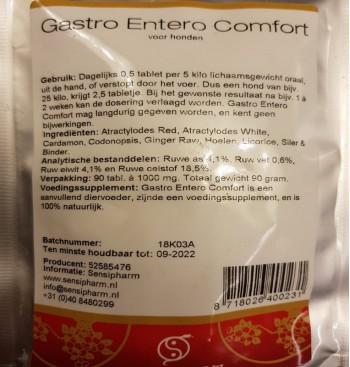 Gastro Entero Comfort
voor honden
Gebruik: Dagelijks 0,5 tablet per 5 kilo lichaamsgewicht oraal,
uit de hand, of verstopt door het voer. Dus een hond van bijv.
25 kilo, krijgt 2,5 tabletje. Bij het gewenste resultaat na bijv. 1 à
2 weken kan de dosering verlaagd worden. Gastro Entero
Comfort mag langdurig gegeven worden, en kent geen
bijwerkingen.
Ingrediënten: Atractylodes Red, Atractylodes White,
Cardamon, Codonopsis, Ginger Raw, Hoelen, Licorice, Siler &
Binder.
Analytische bestanddelen: Ruwe as 4,1%. Ruw vet 0,6%,
Ruw eiwit 4,1% en Ruwe celstof 18,5%.
Verpakking: 90 tabl. à 1000 mg. Totaal gewicht 90 gram.
Voedingssupplement: Gastro Entero Comfort is een
aanvullend diervoeder, zijnde een voedingssupplement, en is
100% natuurlijk.
Batchnummer: 18K03A
Ten minste houdbaar tot: 09-2022
Producent: 52585476
Informatie: Sensipharm
www.sensipharm.nl
info@sensipharm.nl
+31 (0)40 8480299
8 718026 400231